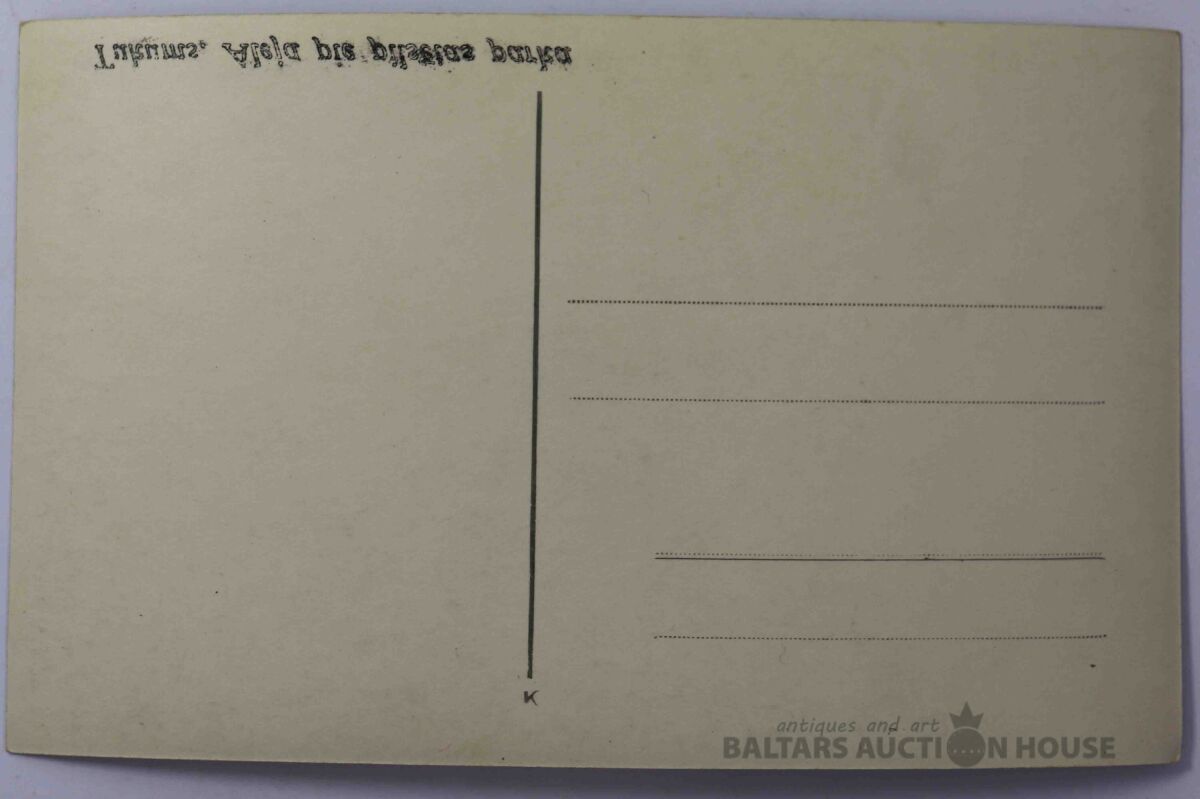 Tukums. Aleja pie pilsētas parka
K
antiques and art
BALTARS AUCTION HOUSE